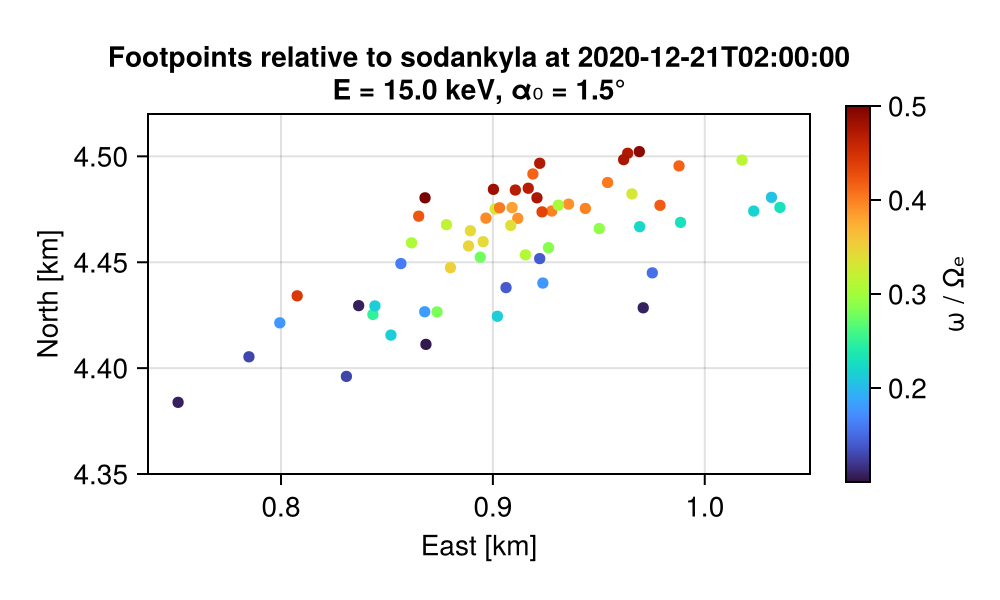 Footpoints relative to sodankyla at 2020-12-21T02:00:00
E = 15.0 keV, α₀ = 1.5°
4.50
4.45
4.40
4.35
North [km]
0.8
0.9
1.0
East [km]
0.5
0.4
0.3
0.2
ω / Ωₑ